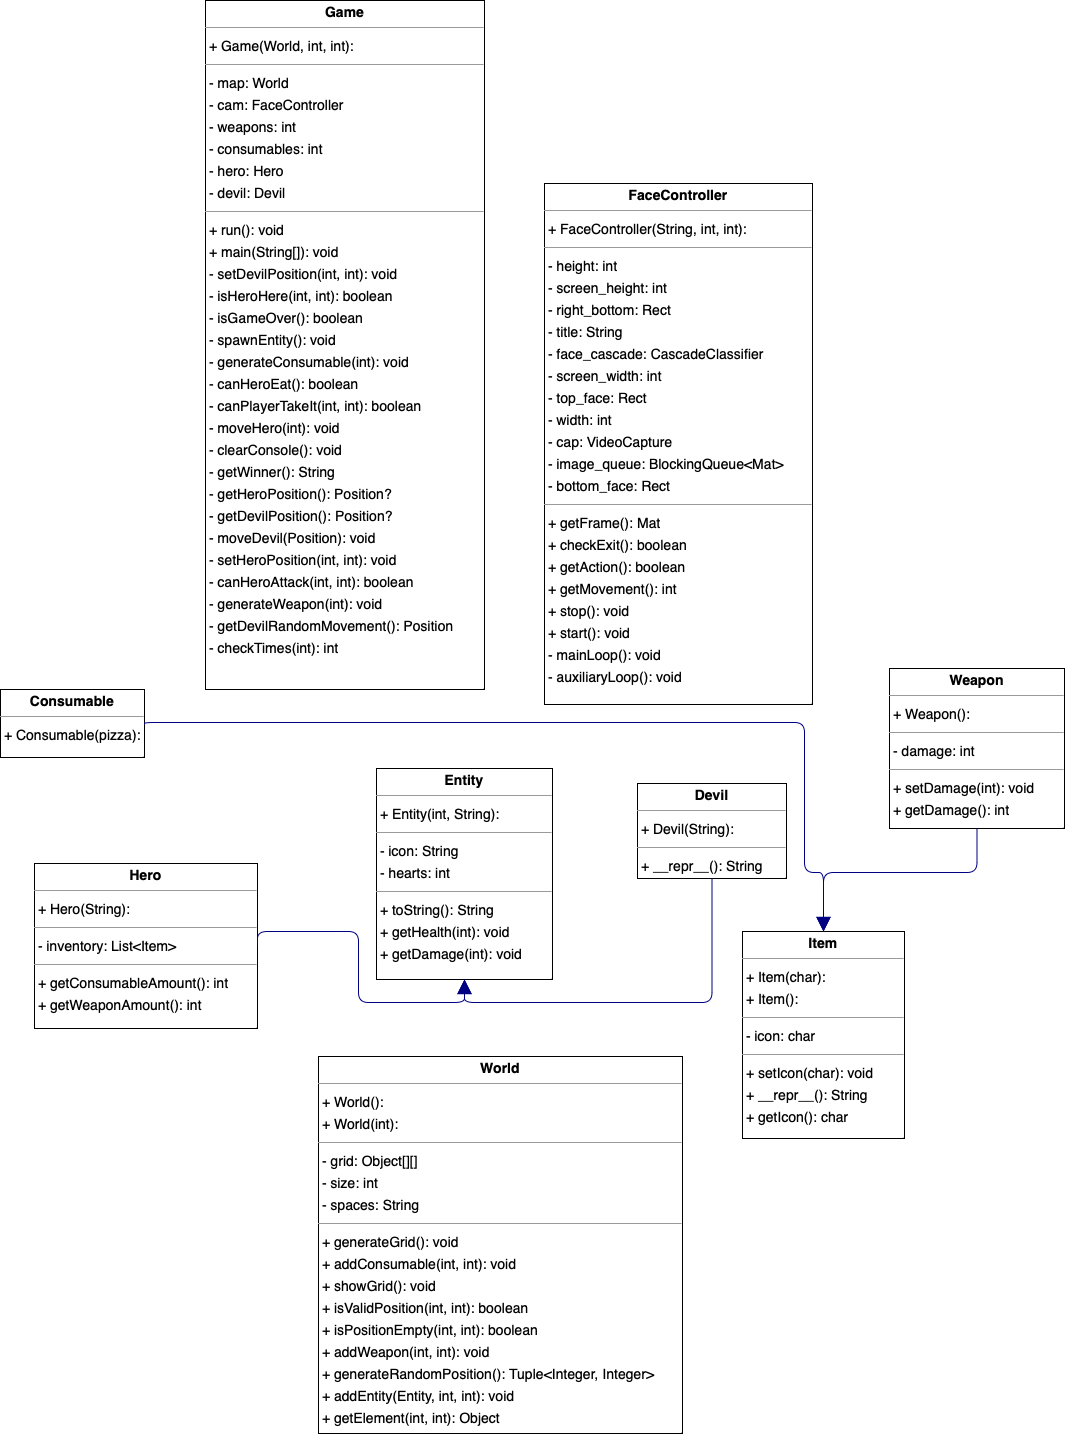 Game
+ Game(World, int, int):
- map: World
- cam: FaceController
- weapons: int
- consumables: int
- hero: Hero
- devil: Devil
+ run(): void
+ main(String[]): void
- setDevilPosition(int, int): void
- isHeroHere(int, int): boolean
- isGameOver(): boolean
- spawnEntity(): void
- generateConsumable(int): void
- canHeroEat(): boolean
- canPlayerTakeIt(int, int): boolean
- moveHero(int): void
- clearConsole(): void
- getWinner(): String
- getHeroPosition(): Position?
- getDevilPosition(): Position?
- moveDevil(Position): void
- setHeroPosition(int, int): void
- canHeroAttack(int, int): boolean
- generateWeapon(int): void
- getDevilRandomMovement(): Position
- checkTimes(int): int
FaceController
+ FaceController(String, int, int):
- height: int
- screen_height: int
- right_bottom: Rect
- title: String
- face_cascade: CascadeClassifier
- screen_width: int
- top_face: Rect
- width: int
- cap: VideoCapture
- image_queue: BlockingQueue<Mat>
- bottom_face: Rect
+ getFrame(): Mat
+ checkExit(): boolean
+ getAction(): boolean
+ getMovement(): int
+ stop(): void
+ start(): void
- mainLoop(): void
- auxiliaryLoop(): void
Consumable
+ Consumable(pizza):
Weapon
+ Weapon():
- damage: int
+ setDamage(int): void
+ getDamage(): int
Entity
+ Entity(int, String):
- icon: String
- hearts: int
+ toString(): String
+ getHealth(int): void
+ getDamage(int): void
Devil
+ Devil(String):
+ __repr__(): String
Hero
+ Hero(String):
- inventory: List<Item>
+ getConsumableAmount(): int
+ getWeaponAmount(): int
Item
+ Item(char):
+ Item():
- icon: char
+ setIcon(char): void
+ __repr__(): String
+ getIcon(): char
World
+ World():
+ World(int):
- grid: Object[][]
- size: int
- spaces: String
+ generateGrid(): void
+ addConsumable(int, int): void
+ showGrid(): void
+ isValidPosition(int, int): boolean
+ isPositionEmpty(int, int): boolean
+ addWeapon(int, int): void
+ generateRandomPosition(): Tuple<Integer, Integer>
+ addEntity(Entity, int, int): void
+ getElement(int, int): Object